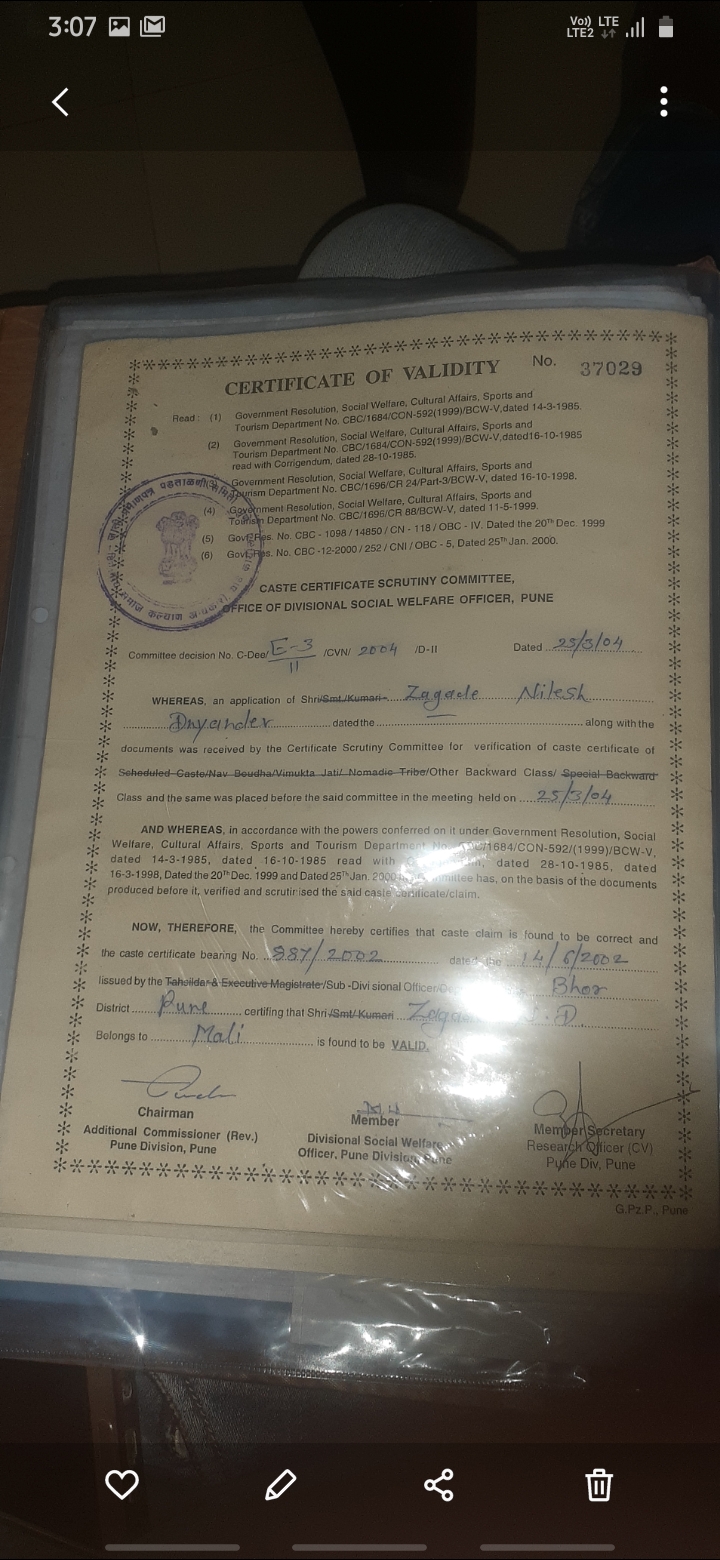 3:07
Vo)) LTE
LTE2
CERTIFICATE OF VALIDITY
No. 37029
Read : (1) Government Resolution, Social Welfare, Cultural Affairs, Sports and
Tourism Department No. CBC/1684/CON-592(1999)/BCW-V,dated 14-3-1985.
(2) Government Resolution, Social Welfare, Cultural Affairs, Sports and
Tourism Department No. CBC/1684/CON-592(1999)/BCW-V,dated16-10-1985
read with Corrigendum, dated 28-10-1985.
Government Resolution, Social Welfare, Cultural Affairs, Sports and
Tourism Department No. CBC/1696/CR 24/Part-3/BCW-V, dated 16-10-1998.
(4) Government Resolution, Social Welfare, Cultural Affairs, Sports and
Tourism Department No. CBC/1696/CR 88/BCW-V, dated 11-5-1999.
(5) Govt. Res. No. CBC - 1098 / 14850 / CN - 118 / OBC - IV. Dated the 20th Dec. 1999
(6) Govt. Res. No. CBC -12-2000 / 252 / CNI / OBC - 5, Dated 25th Jan. 2000.
CASTE CERTIFICATE SCRUTINY COMMITTEE,
OFFICE OF DIVISIONAL SOCIAL WELFARE OFFICER, PUNE
Committee decision No. C-Dee/ E-3/II /CVN/ 2004 /D-II Dated 25/3/04
WHEREAS, an application of Shri/Smt./Kumari Zagade Nilesh
Dnyander dated the along with the
documents was received by the Certificate Scrutiny Committee for verification of caste certificate of
Scheduled Caste/Nav Boudha/Vimukta Jati/ Nomadic Tribe/Other Backward Class/ Special Backward
Class and the same was placed before the said committee in the meeting held on 25/3/04
AND WHEREAS, in accordance with the powers conferred on it under Government Resolution, Social
Welfare, Cultural Affairs, Sports and Tourism Department No. /1684/CON-592/(1999)/BCW-V,
dated 14-3-1985, dated 16-10-1985 read with dated 28-10-1985, dated
16-3-1998, Dated the 20th Dec. 1999 and Dated 25th Jan. 2000 has, on the basis of the documents
produced before it, verified and scrutinised the said caste certificate/claim.
NOW, THEREFORE, the Committee hereby certifies that caste claim is found to be correct and
the caste certificate bearing No. 887/2002 dated the 14/6/2002
issued by the Tahsildar & Executive Magistrate/Sub -Divi sional Officer/ Bhor
District Pune certifing that Shri/Smt/ Kumari D.
Belongs to Mali is found to be VALID.
Chairman
Additional Commissioner (Rev.)
Pune Division, Pune
Member
Divisional Social Welfare
Officer. Pune Division, Pune
Member Secretary
Research Officer (CV)
Pune Div, Pune
G.Pz.P., Pune